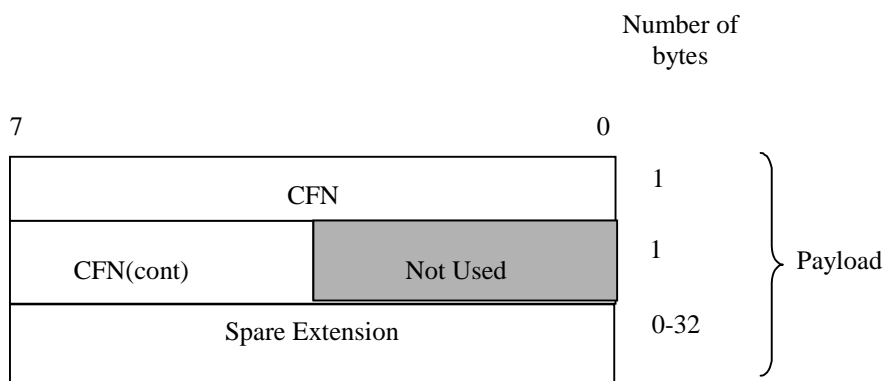 Number of
bytes
7 0
CFN 1
CFN(cont) Not Used 1
Payload
Spare Extension 0-32